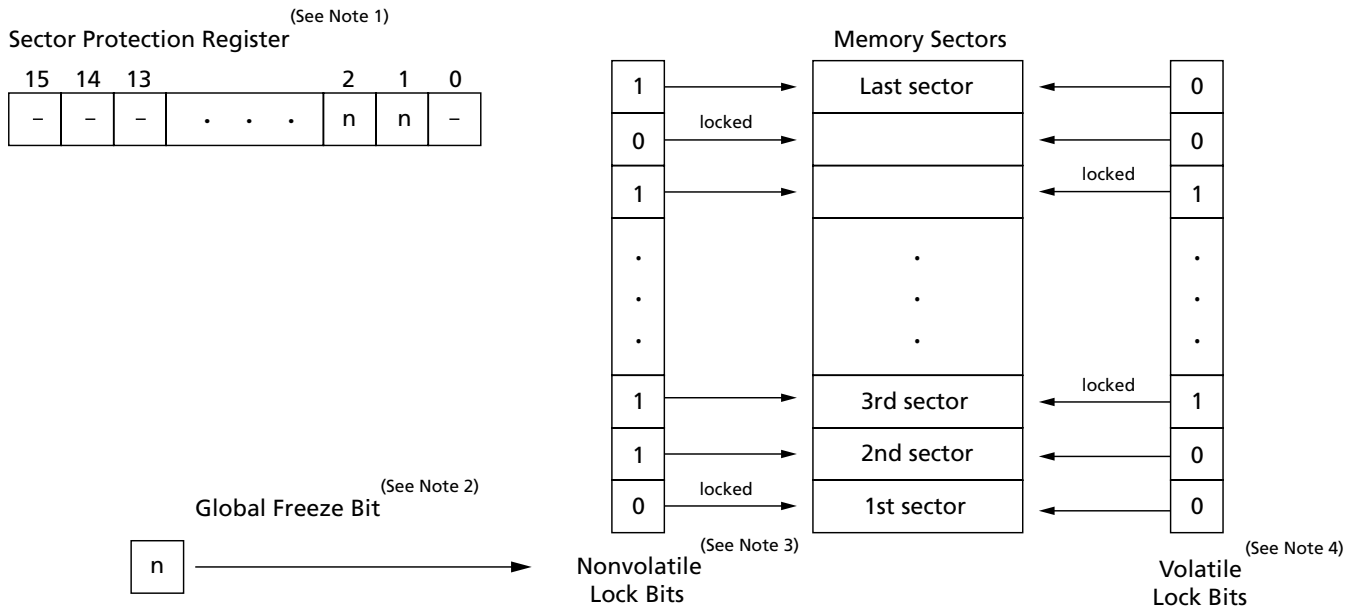 (See Note 1)
Sector Protection Register
15 14 13 2 1 0
– – – . . . n n –
Memory Sectors
1 Last sector 0
0 locked 0
1 locked 1
. . .
. . .
. . .
1 3rd sector locked 1
1 2nd sector 0
0 locked 1st sector 0
Global Freeze Bit (See Note 2)
n
Nonvolatile (See Note 3)
Lock Bits
Volatile (See Note 4)
Lock Bits